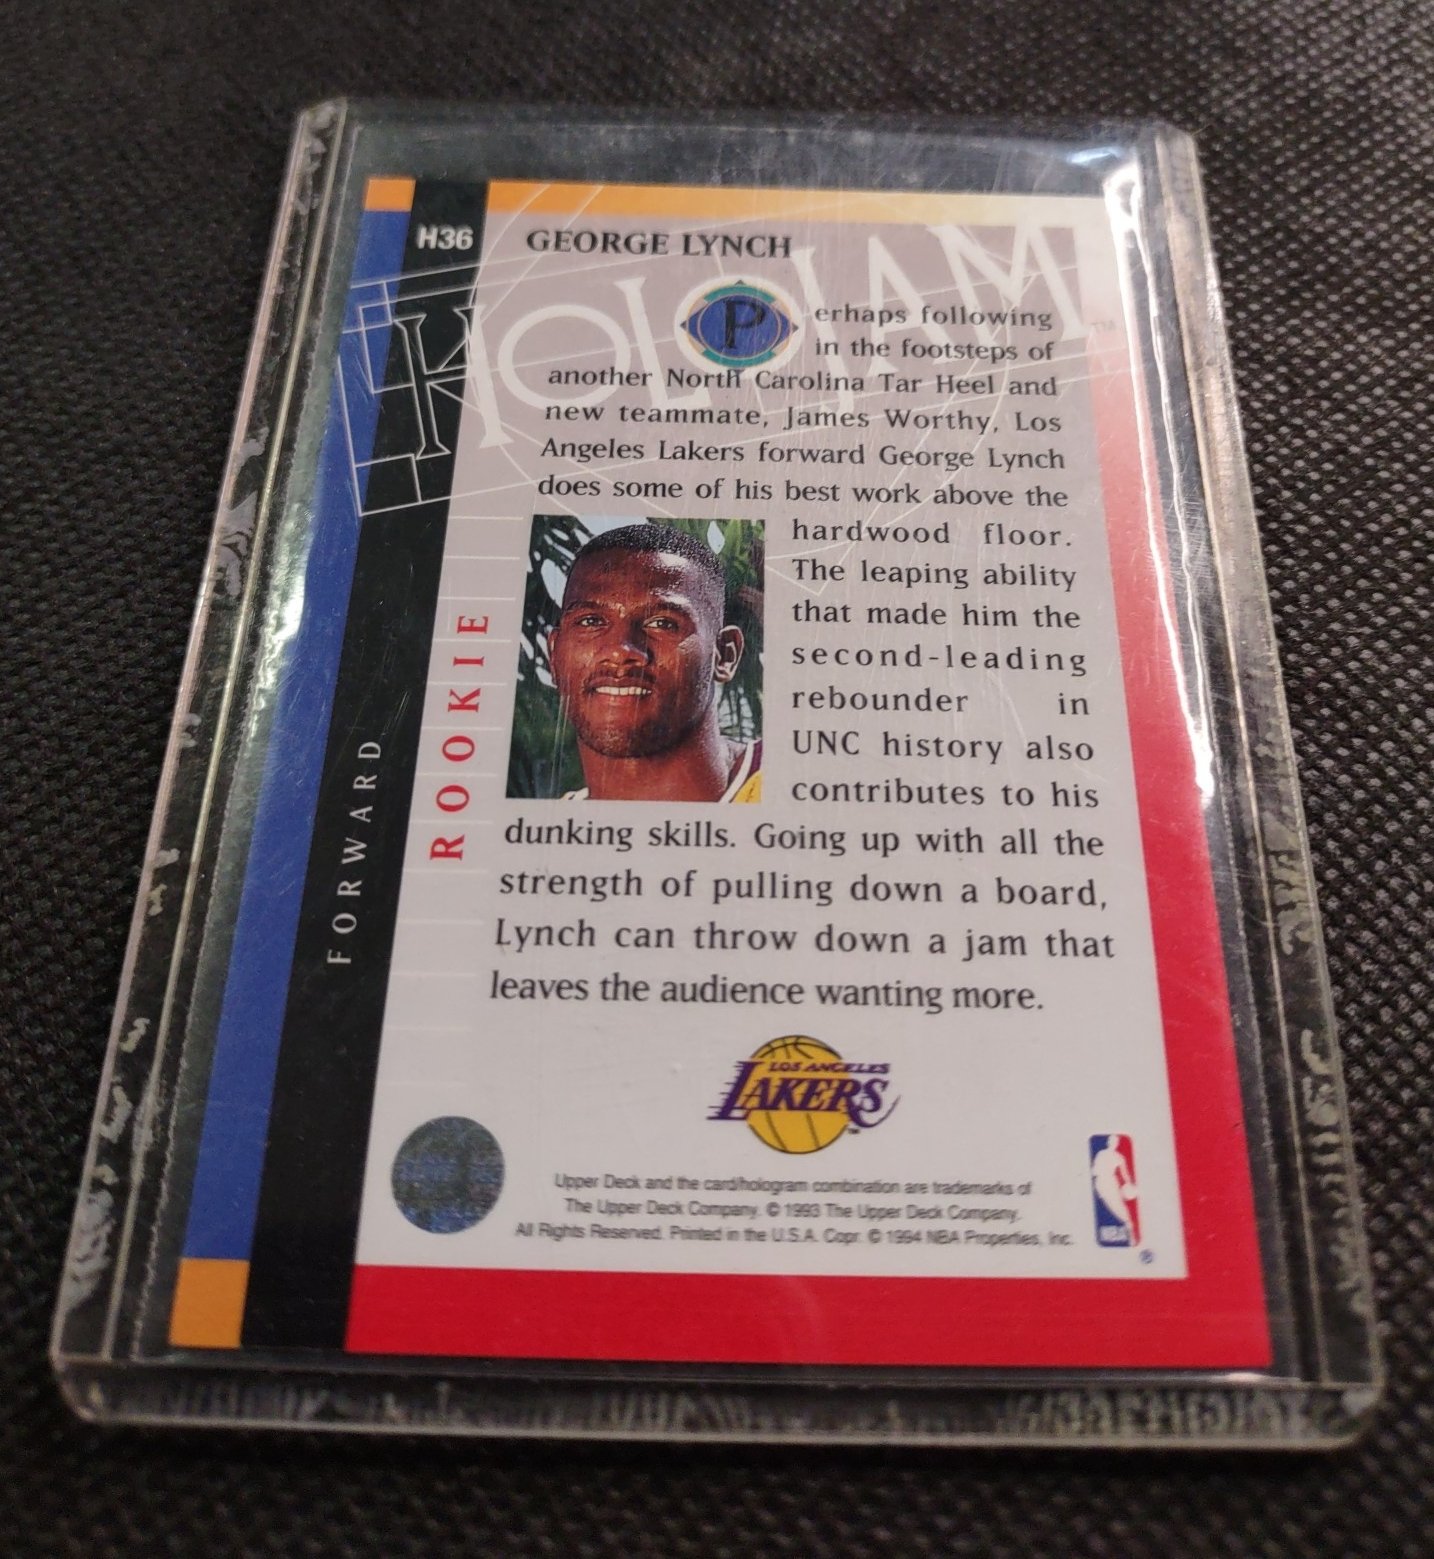 H36
GEORGE LYNCH
HOLOJAM TM
Perhaps following
in the footsteps of
another North Carolina Tar Heel and
new teammate, James Worthy, Los
Angeles Lakers forward George Lynch
does some of his best work above the
hardwood floor.
The leaping ability
that made him the
second-leading
rebounder in
UNC history also
contributes to his
dunking skills. Going up with all the
strength of pulling down a board,
Lynch can throw down a jam that
leaves the audience wanting more.
ROOKIE
FORWARD
LOS ANGELES
LAKERS
TM
Upper Deck and the card/hologram combination are trademarks of
The Upper Deck Company. © 1993 The Upper Deck Company.
All Rights Reserved. Printed in the U.S.A. Copr. © 1994 NBA Properties, Inc.
NBA
®